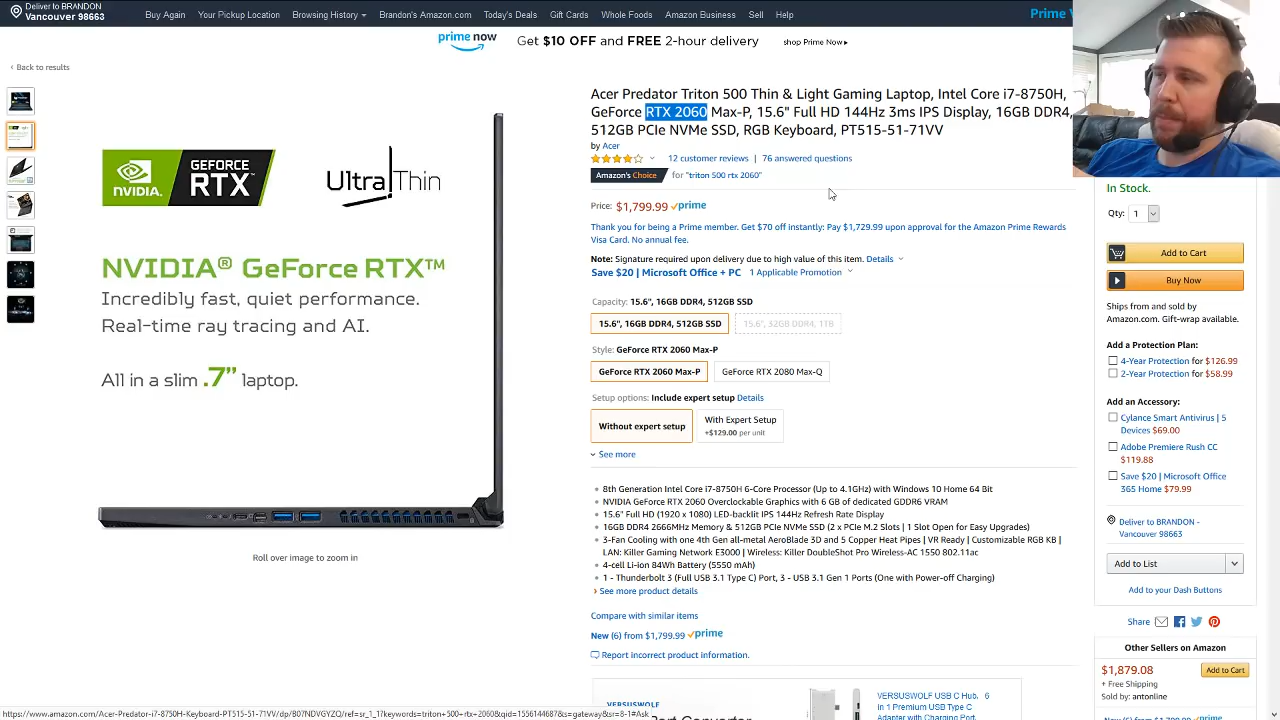 Deliver to BRANDON
Vancouver 98663
Buy Again
Your Pickup Location
Browsing History
Brandon's Amazon.com
Today's Deals
Gift Cards
Whole Foods
Amazon Business
Sell
Help
Prime
prime now
Get $10 OFF and FREE 2-hour delivery
shop Prime Now
‹ Back to results
NVIDIA.
GEFORCE
RTX
UltraThin
NVIDIA® GeForce RTX™
Incredibly fast, quiet performance.
Real-time ray tracing and AI.
All in a slim .7" laptop.
Roll over image to zoom in
Acer Predator Triton 500 Thin & Light Gaming Laptop, Intel Core i7-8750H,
GeForce RTX 2060 Max-P, 15.6" Full HD 144Hz 3ms IPS Display, 16GB DDR4,
512GB PCIe NVMe SSD, RGB Keyboard, PT515-51-71VV
by Acer
12 customer reviews | 76 answered questions
Amazon's Choice for "triton 500 rtx 2060"
Price: $1,799.99 prime
Thank you for being a Prime member. Get $70 off instantly: Pay $1,729.99 upon approval for the Amazon Prime Rewards
Visa Card. No annual fee.
Note: Signature required upon delivery due to high value of this item. Details
Save $20 | Microsoft Office + PC 1 Applicable Promotion
Capacity: 15.6", 16GB DDR4, 512GB SSD
15.6", 16GB DDR4, 512GB SSD
15.6", 32GB DDR4, 1TB
Style: GeForce RTX 2060 Max-P
GeForce RTX 2060 Max-P
GeForce RTX 2080 Max-Q
Setup options: Include expert setup Details
Without expert setup
With Expert Setup
+$129.00 per unit
See more
8th Generation Intel Core i7-8750H 6-Core Processor (Up to 4.1GHz) with Windows 10 Home 64 Bit
NVIDIA GeForce RTX 2060 Overclockable Graphics with 6 GB of dedicated GDDR6 VRAM
15.6" Full HD (1920 x 1080) LED-backlit IPS 144Hz Refresh Rate Display
16GB DDR4 2666MHz Memory & 512GB PCIe NVMe SSD (2 x PCIe M.2 Slots | 1 Slot Open for Easy Upgrades)
3-Fan Cooling with one 4th Gen all-metal AeroBlade 3D and 5 Copper Heat Pipes | VR Ready | Customizable RGB KB |
LAN: Killer Gaming Network E3000 | Wireless: Killer DoubleShot Pro Wireless-AC 1550 802.11ac
4-cell Li-ion 84Wh Battery (5550 mAh)
1 - Thunderbolt 3 (Full USB 3.1 Type C) Port, 3 - USB 3.1 Gen 1 Ports (One with Power-off Charging)
› See more product details
Compare with similar items
New (6) from $1,799.99 prime
Report incorrect product information.
VERSUSWOLF
VERSUSWOLF USB C Hub, 6
in 1 Premium USB Type C
Adapter with Charging Port,
In Stock.
Qty: 1
Add to Cart
Buy Now
Ships from and sold by
Amazon.com. Gift-wrap available.
Add a Protection Plan:
4-Year Protection for $126.99
2-Year Protection for $58.99
Add an Accessory:
Cylance Smart Antivirus | 5
Devices $69.00
Adobe Premiere Rush CC
$119.88
Save $20 | Microsoft Office
365 Home $79.99
Deliver to BRANDON -
Vancouver 98663
Add to List
Add to your Dash Buttons
Share
Other Sellers on Amazon
$1,879.08
Add to Cart
+ Free Shipping
Sold by: antonline